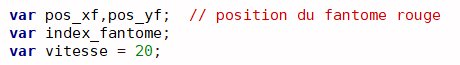 var pos_xf,pos_yf;  // position du fantome rouge
var index_fantome;
var vitesse = 20;